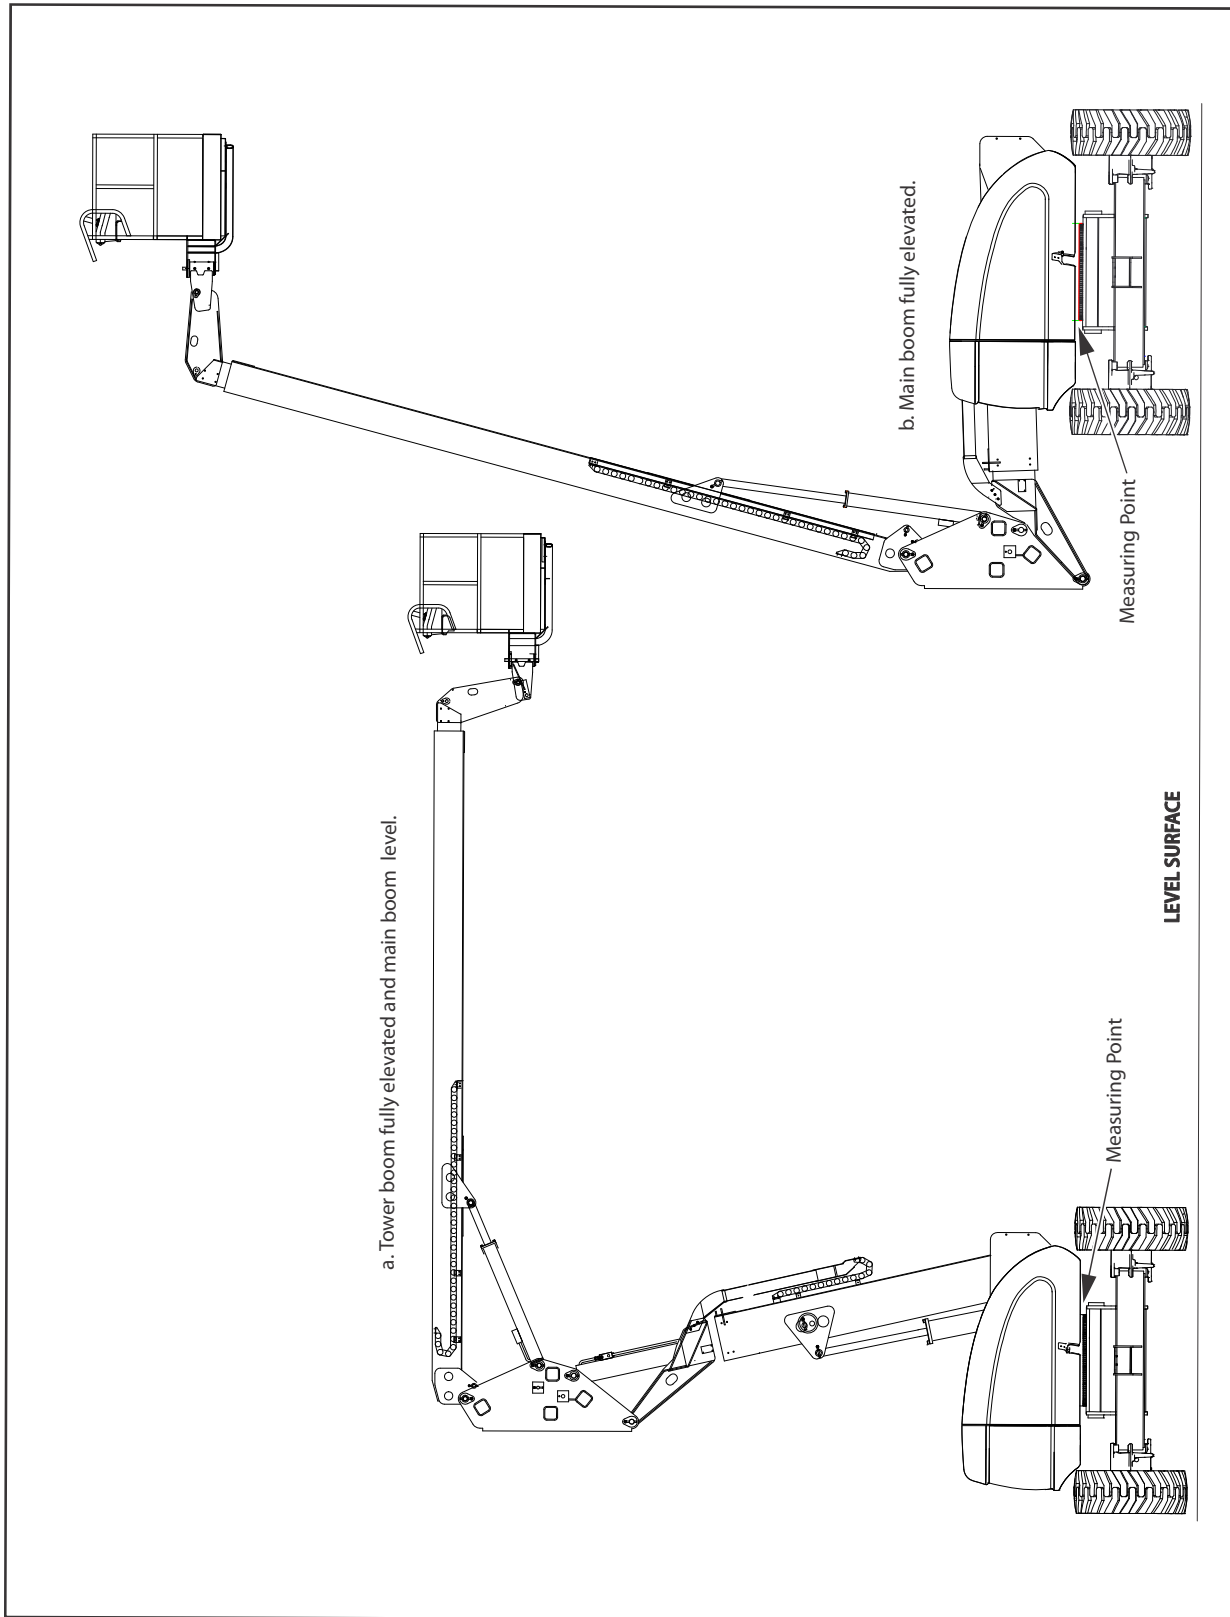 a. Tower boom fully elevated and main boom level.
Measuring Point
b. Main boom fully elevated.
Measuring Point
LEVEL SURFACE